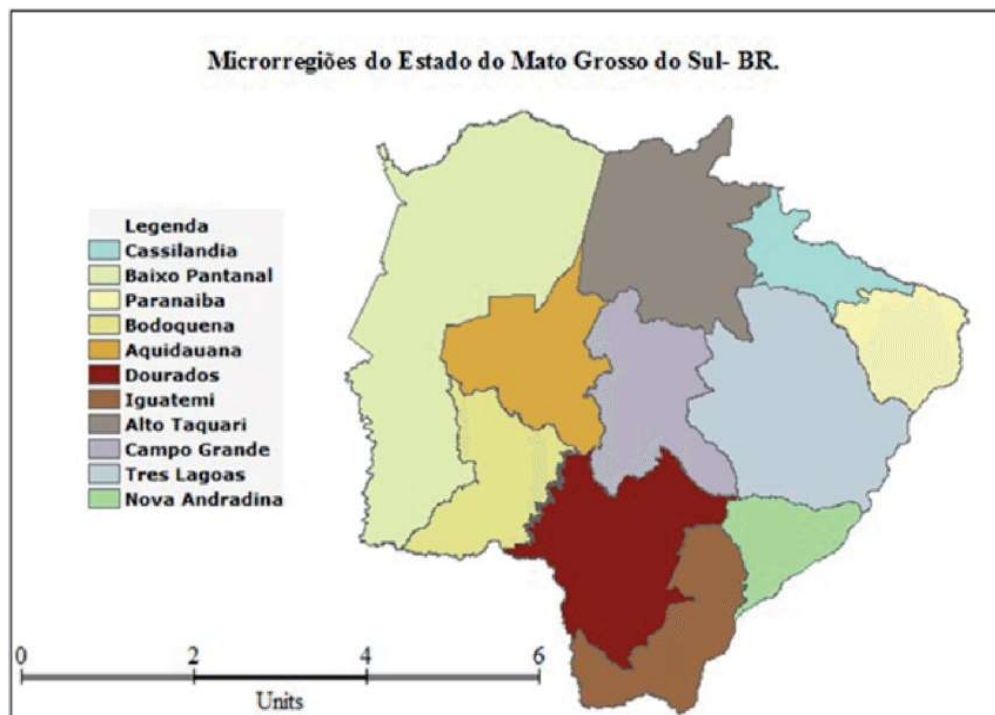 Microrregiões do Estado do Mato Grosso do Sul- BR.
Legenda
Cassilandia
Baixo Pantanal
Paranaiba
Bodoquena
Aquidauana
Dourados
Iguatemi
Alto Taquari
Campo Grande
Tres Lagoas
Nova Andradina
0 2 4 6
Units